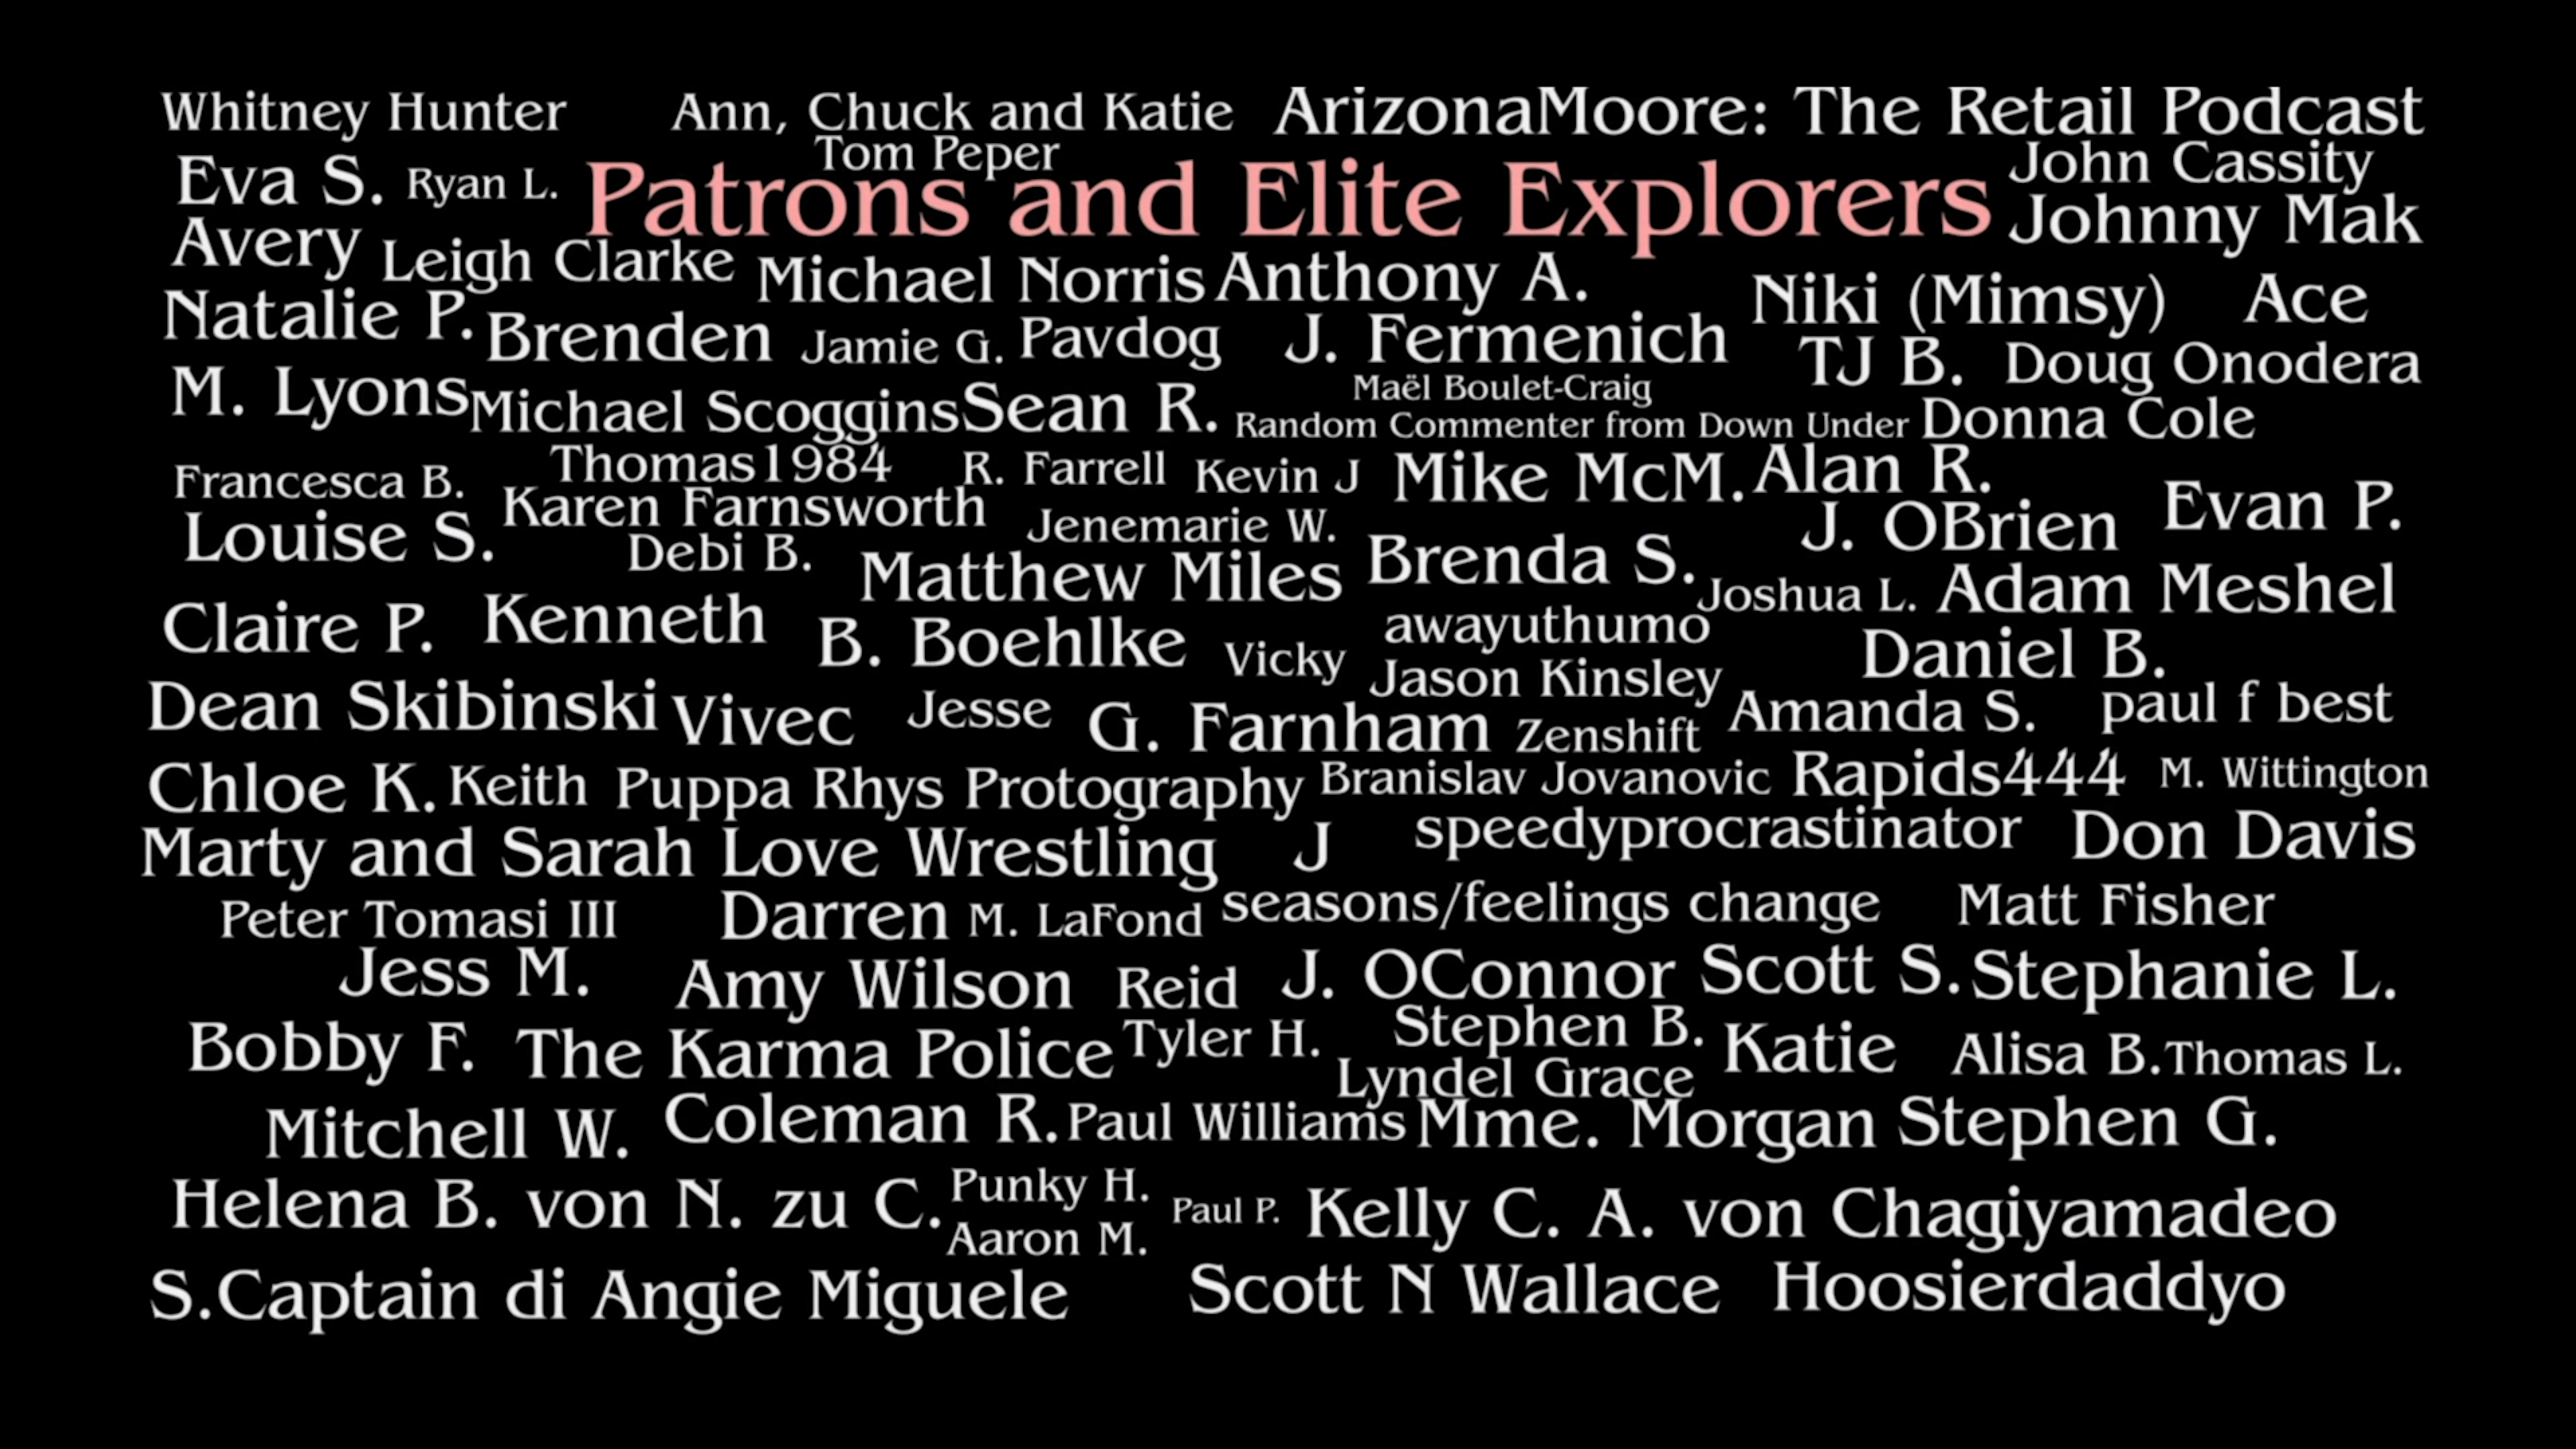 Whitney Hunter
Ann, Chuck and Katie
ArizonaMoore: The Retail Podcast
Tom Peper
John Cassity
Eva S.
Ryan L.
Patrons and Elite Explorers
Johnny Mak
Avery
Leigh Clarke
Michael Norris
Anthony A.
Niki (Mimsy)
Ace
Natalie P.
Brenden
Jamie G.
Pavdog
J. Fermenich
TJ B.
Doug Onodera
M. Lyons
Michael Scoggins
Sean R.
Maël Boulet-Craig
Random Commenter from Down Under
Donna Cole
Francesca B.
Thomas1984
R. Farrell
Kevin J
Mike McM.
Alan R.
Evan P.
Louise S.
Karen Farnsworth
Jenemarie W.
J. OBrien
Debi B.
Matthew Miles
Brenda S.
Joshua L.
Adam Meshel
Claire P.
Kenneth
B. Boehlke
Vicky
awayuthumo
Daniel B.
Jason Kinsley
Dean Skibinski
Vivec
Jesse
G. Farnham
Zenshift
Amanda S.
paul f best
Chloe K.
Keith
Puppa Rhys Protography
Branislav Jovanovic
Rapids444
M. Wittington
Marty and Sarah Love Wrestling
J
speedyprocrastinator
Don Davis
Peter Tomasi III
Darren
M. LaFond
seasons/feelings change
Matt Fisher
Jess M.
Amy Wilson
Reid
J. OConnor
Scott S.
Stephanie L.
Bobby F.
The Karma Police
Tyler H.
Stephen B.
Katie
Alisa B.
Thomas L.
Lyndel Grace
Mitchell W.
Coleman R.
Paul Williams
Mme. Morgan
Stephen G.
Helena B. von N. zu C.
Punky H.
Aaron M.
Paul P.
Kelly C. A. von Chagiyamadeo
S.Captain di Angie Miguele
Scott N Wallace
Hoosierdaddyo